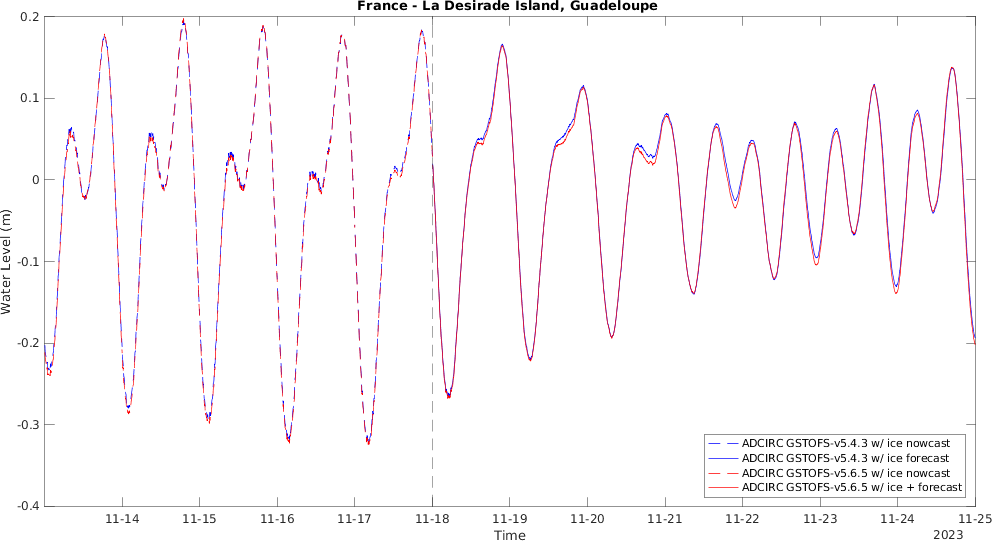 France - La Desirade Island, Guadeloupe
0.2
0.1
0
-0.1
-0.2
-0.3
-0.4
Water Level (m)
11-14 11-15 11-16 11-17 11-18 11-19 11-20 11-21 11-22 11-23 11-24 11-25
Time
2023
ADCIRC GSTOFS-v5.4.3 w/ ice nowcast
ADCIRC GSTOFS-v5.4.3 w/ ice forecast
ADCIRC GSTOFS-v5.6.5 w/ ice nowcast
ADCIRC GSTOFS-v5.6.5 w/ ice + forecast